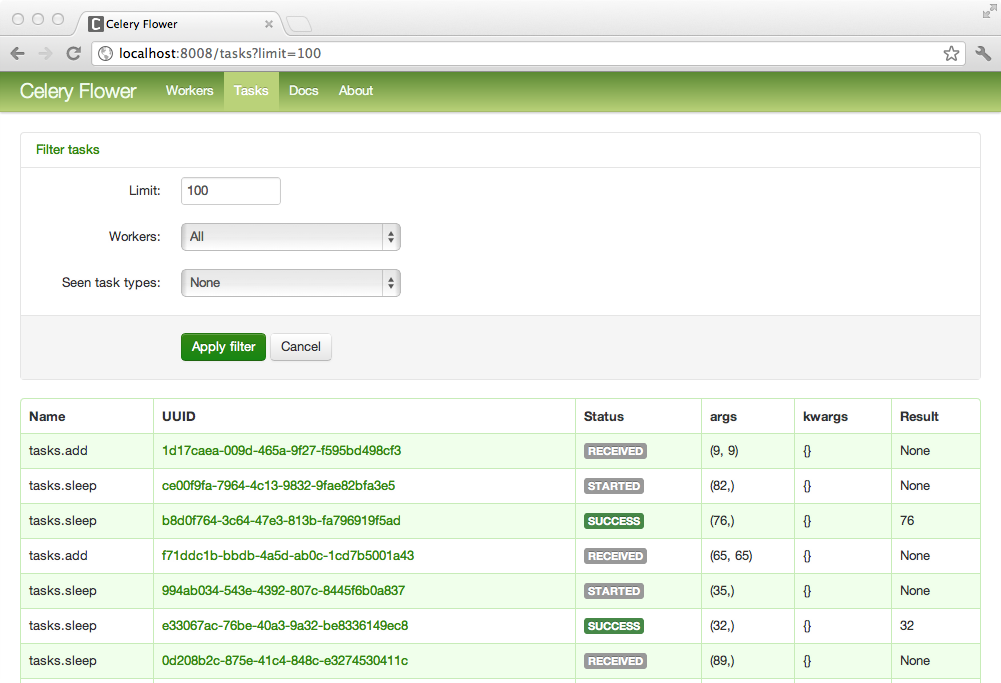 Celery Flower
localhost:8008/tasks?limit=100
Celery Flower Workers Tasks Docs About
Filter tasks
Limit: 100
Workers: All
Seen task types: None
Apply filter Cancel
Name UUID Status args kwargs Result
tasks.add 1d17caea-009d-465a-9f27-f595bd498cf3 RECEIVED (9, 9) {} None
tasks.sleep ce00f9fa-7964-4c13-9832-9fae82bfa3e5 STARTED (82,) {} None
tasks.sleep b8d0f764-3c64-47e3-813b-fa796919f5ad SUCCESS (76,) {} 76
tasks.add f71ddc1b-bbdb-4a5d-ab0c-1cd7b5001a43 RECEIVED (65, 65) {} None
tasks.sleep 994ab034-543e-4392-807c-8445f6b0a837 STARTED (35,) {} None
tasks.sleep e33067ac-76be-40a3-9a32-be8336149ec8 SUCCESS (32,) {} 32
tasks.sleep 0d208b2c-875e-41c4-848c-e3274530411c RECEIVED (89,) {} None